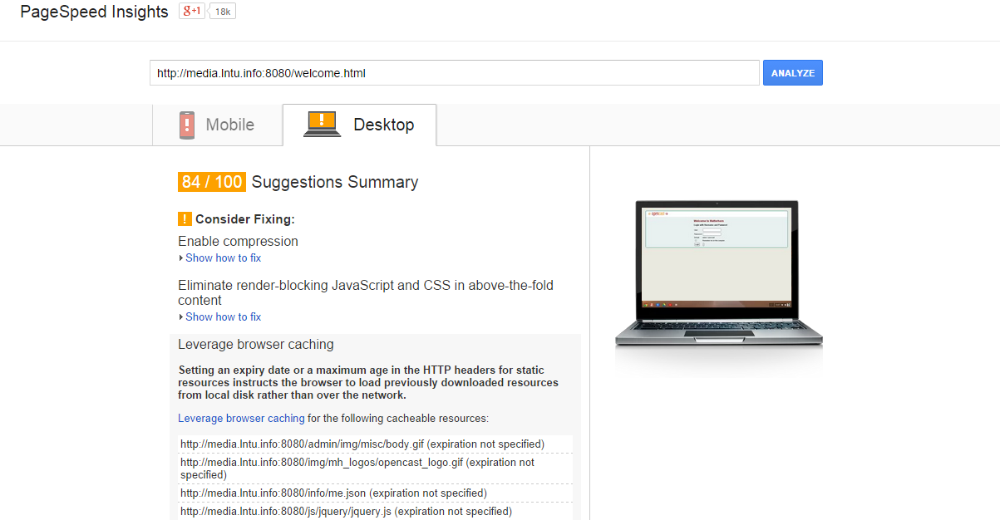 PageSpeed Insights
g+1
18k
http://media.lntu.info:8080/welcome.html
ANALYZE
Mobile
Desktop
84 / 100 Suggestions Summary
Consider Fixing:
Enable compression
Show how to fix
Eliminate render-blocking JavaScript and CSS in above-the-fold
content
Show how to fix
Leverage browser caching
Setting an expiry date or a maximum age in the HTTP headers for static
resources instructs the browser to load previously downloaded resources
from local disk rather than over the network.
Leverage browser caching for the following cacheable resources:
http://media.lntu.info:8080/admin/img/misc/body.gif (expiration not specified)
http://media.lntu.info:8080/img/mh_logos/opencast_logo.gif (expiration not
specified)
http://media.lntu.info:8080/info/me.json (expiration not specified)
http://media.lntu.info:8080/js/jquery/jquery.js (expiration not specified)